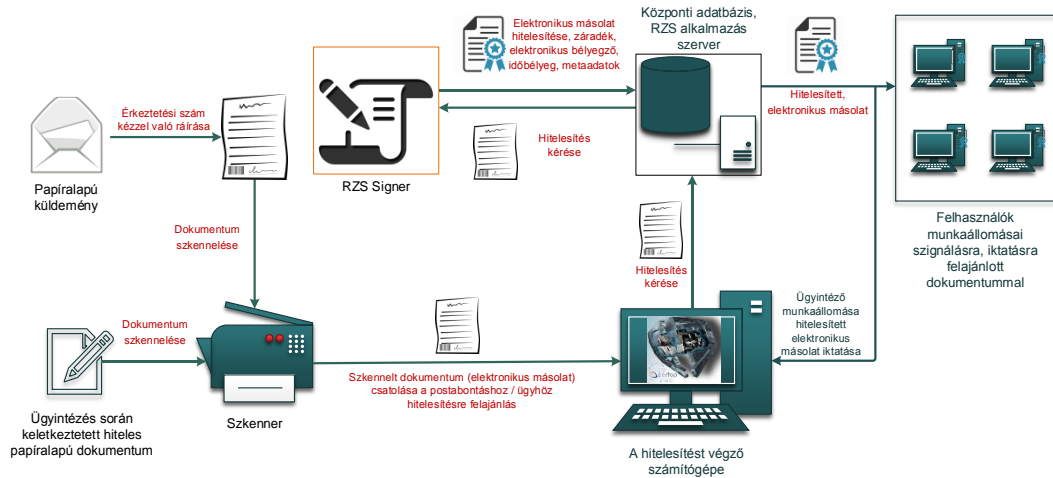 Elektronikus másolat
hitelesítése, záradék,
elektronikus bélyegző,
időbélyeg, metaadatok
Központi adatbázis,
RZS alkalmazás
szerver
Érkeztetési szám
kézzel való ráírása
Hitelesített,
elektronikus másolat
Hitelesítés
kérése
Papíralapú
küldemény
RZS Signer
Felhasználók
munkaállomásai
szignálásra, iktatásra
felajánlott
dokumentummal
Dokumentum
szkennelése
Hitelesítés
kérése
Ügyintéző
munkaállomása
hitelesített
elektronikus
másolat iktatása
Dokumentum
szkennelése
Szkennelt dokumentum (elektronikus másolat)
csatolása a postabontáshoz / ügyhöz
hitelesítésre felajánlás
Ügyintézés során
keletkeztetett hiteles
papíralapú dokumentum
Szkenner
A hitelesítést végző
számítógépe